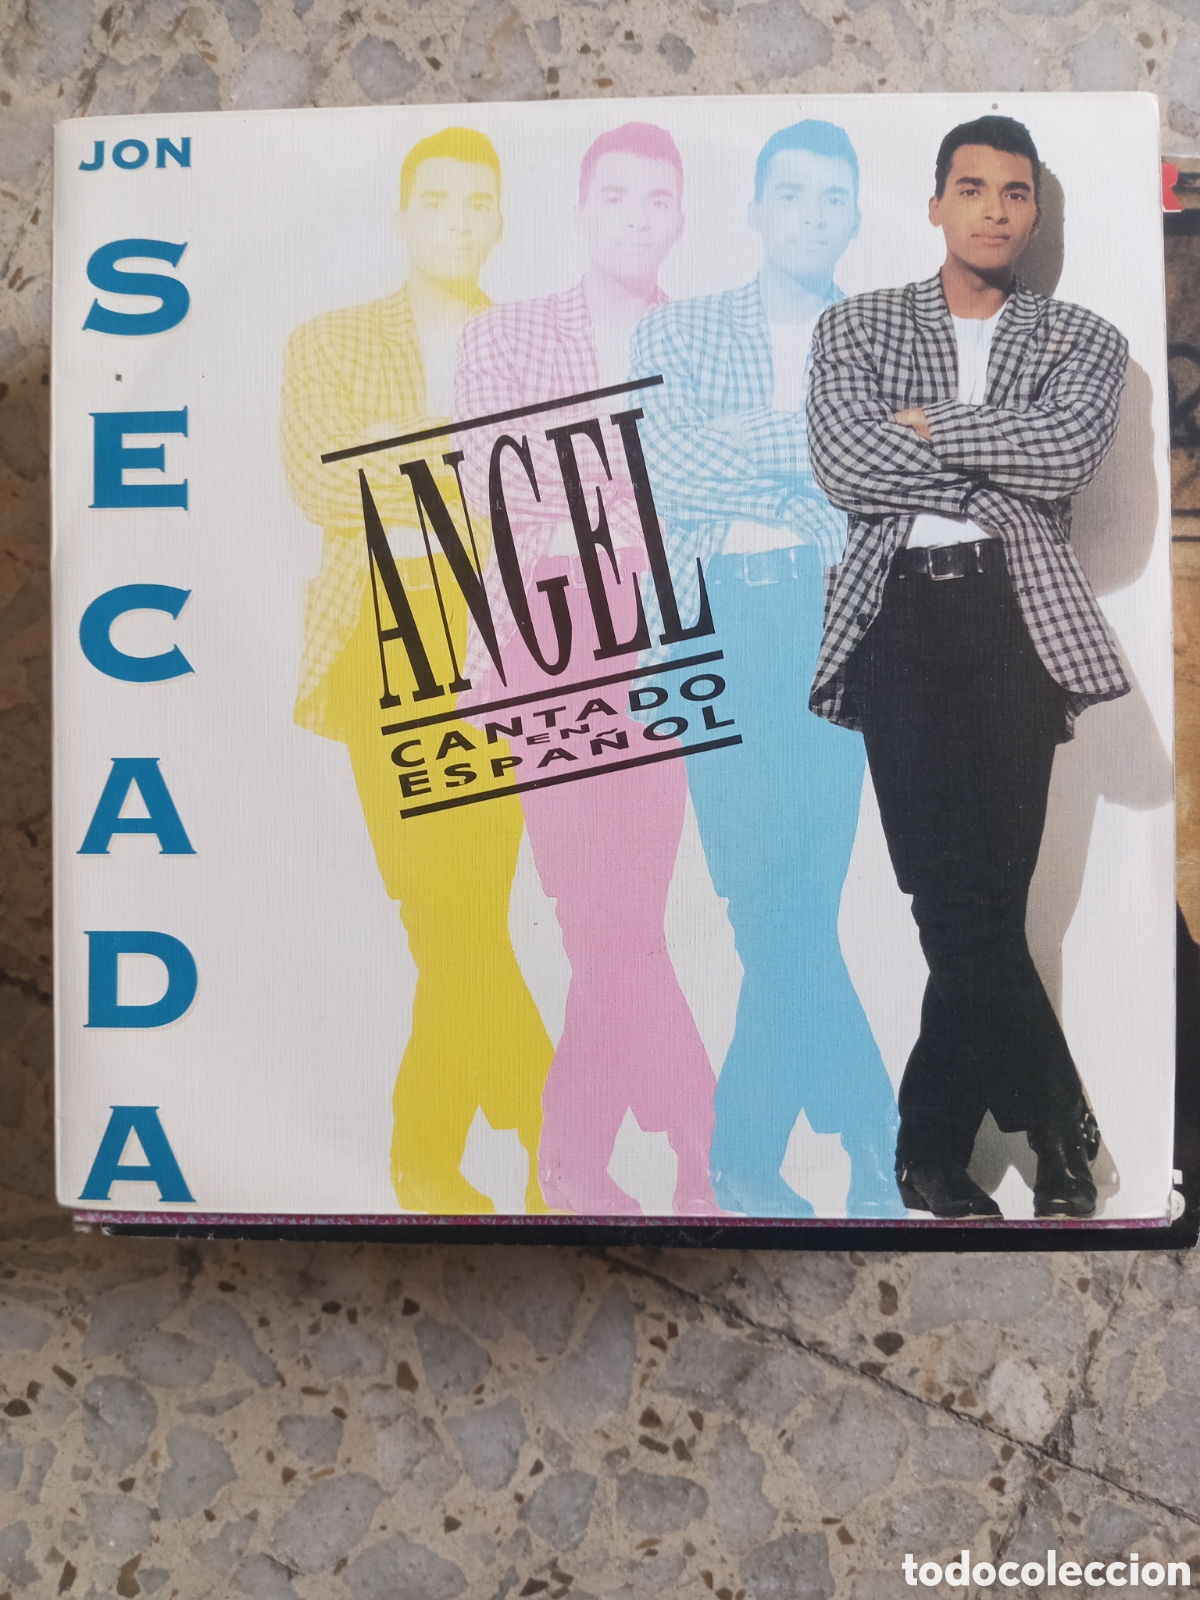 JON
SECADA
ANGEL
CANTADO
EN
ESPAÑOL
todocoleccion